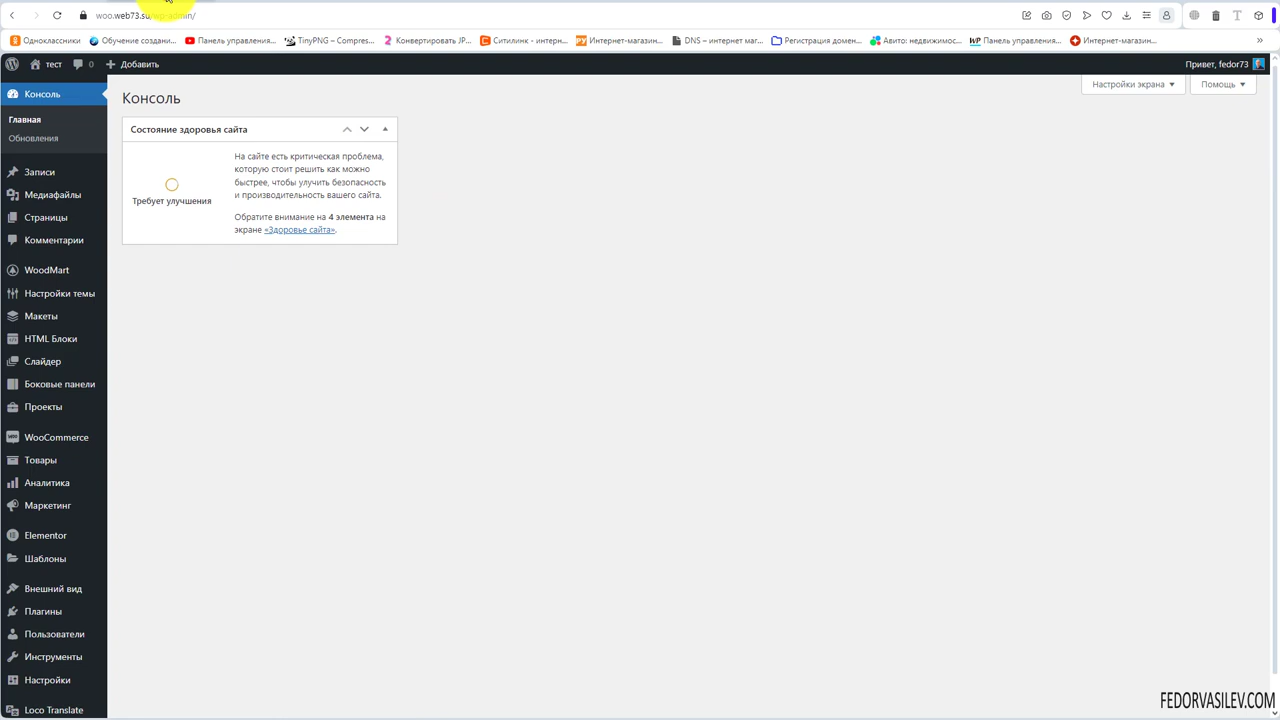 woo.web73.su/wp-admin/
Одноклассники
Обучение создани...
Панель управления...
TinyPNG – Compres...
Конвертировать JP...
Ситилинк – интерн...
Интернет-магазин...
DNS – интернет маг...
Регистрация домен...
Авито: недвижимос...
Панель управления...
Интернет-магазин...
тест
0
Добавить
Привет, fedor73
Консоль
Главная
Обновления
Записи
Медиафайлы
Страницы
Комментарии
WoodMart
Настройки темы
Макеты
HTML Блоки
Слайдер
Боковые панели
Проекты
WooCommerce
Товары
Аналитика
Маркетинг
Elementor
Шаблоны
Внешний вид
Плагины
Пользователи
Инструменты
Настройки
Loco Translate
Настройки экрана
Помощь
Консоль
Состояние здоровья сайта
Требует улучшения
На сайте есть критическая проблема,
которую стоит решить как можно
быстрее, чтобы улучить безопасность
и производительность вашего сайта.
Обратите внимание на 4 элемента на
экране «Здоровье сайта».
FEDORVASILEV.COM